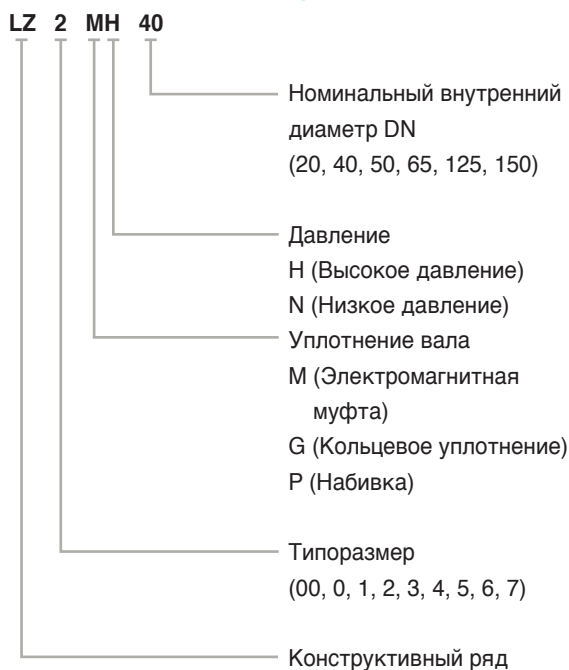 LZ 2 MH 40
Номинальный внутренний
диаметр DN
(20, 40, 50, 65, 125, 150)
Давление
H (Высокое давление)
N (Низкое давление)
Уплотнение вала
M (Электромагнитная
муфта)
G (Кольцевое уплотнение)
P (Набивка)
Типоразмер
(00, 0, 1, 2, 3, 4, 5, 6, 7)
Конструктивный ряд